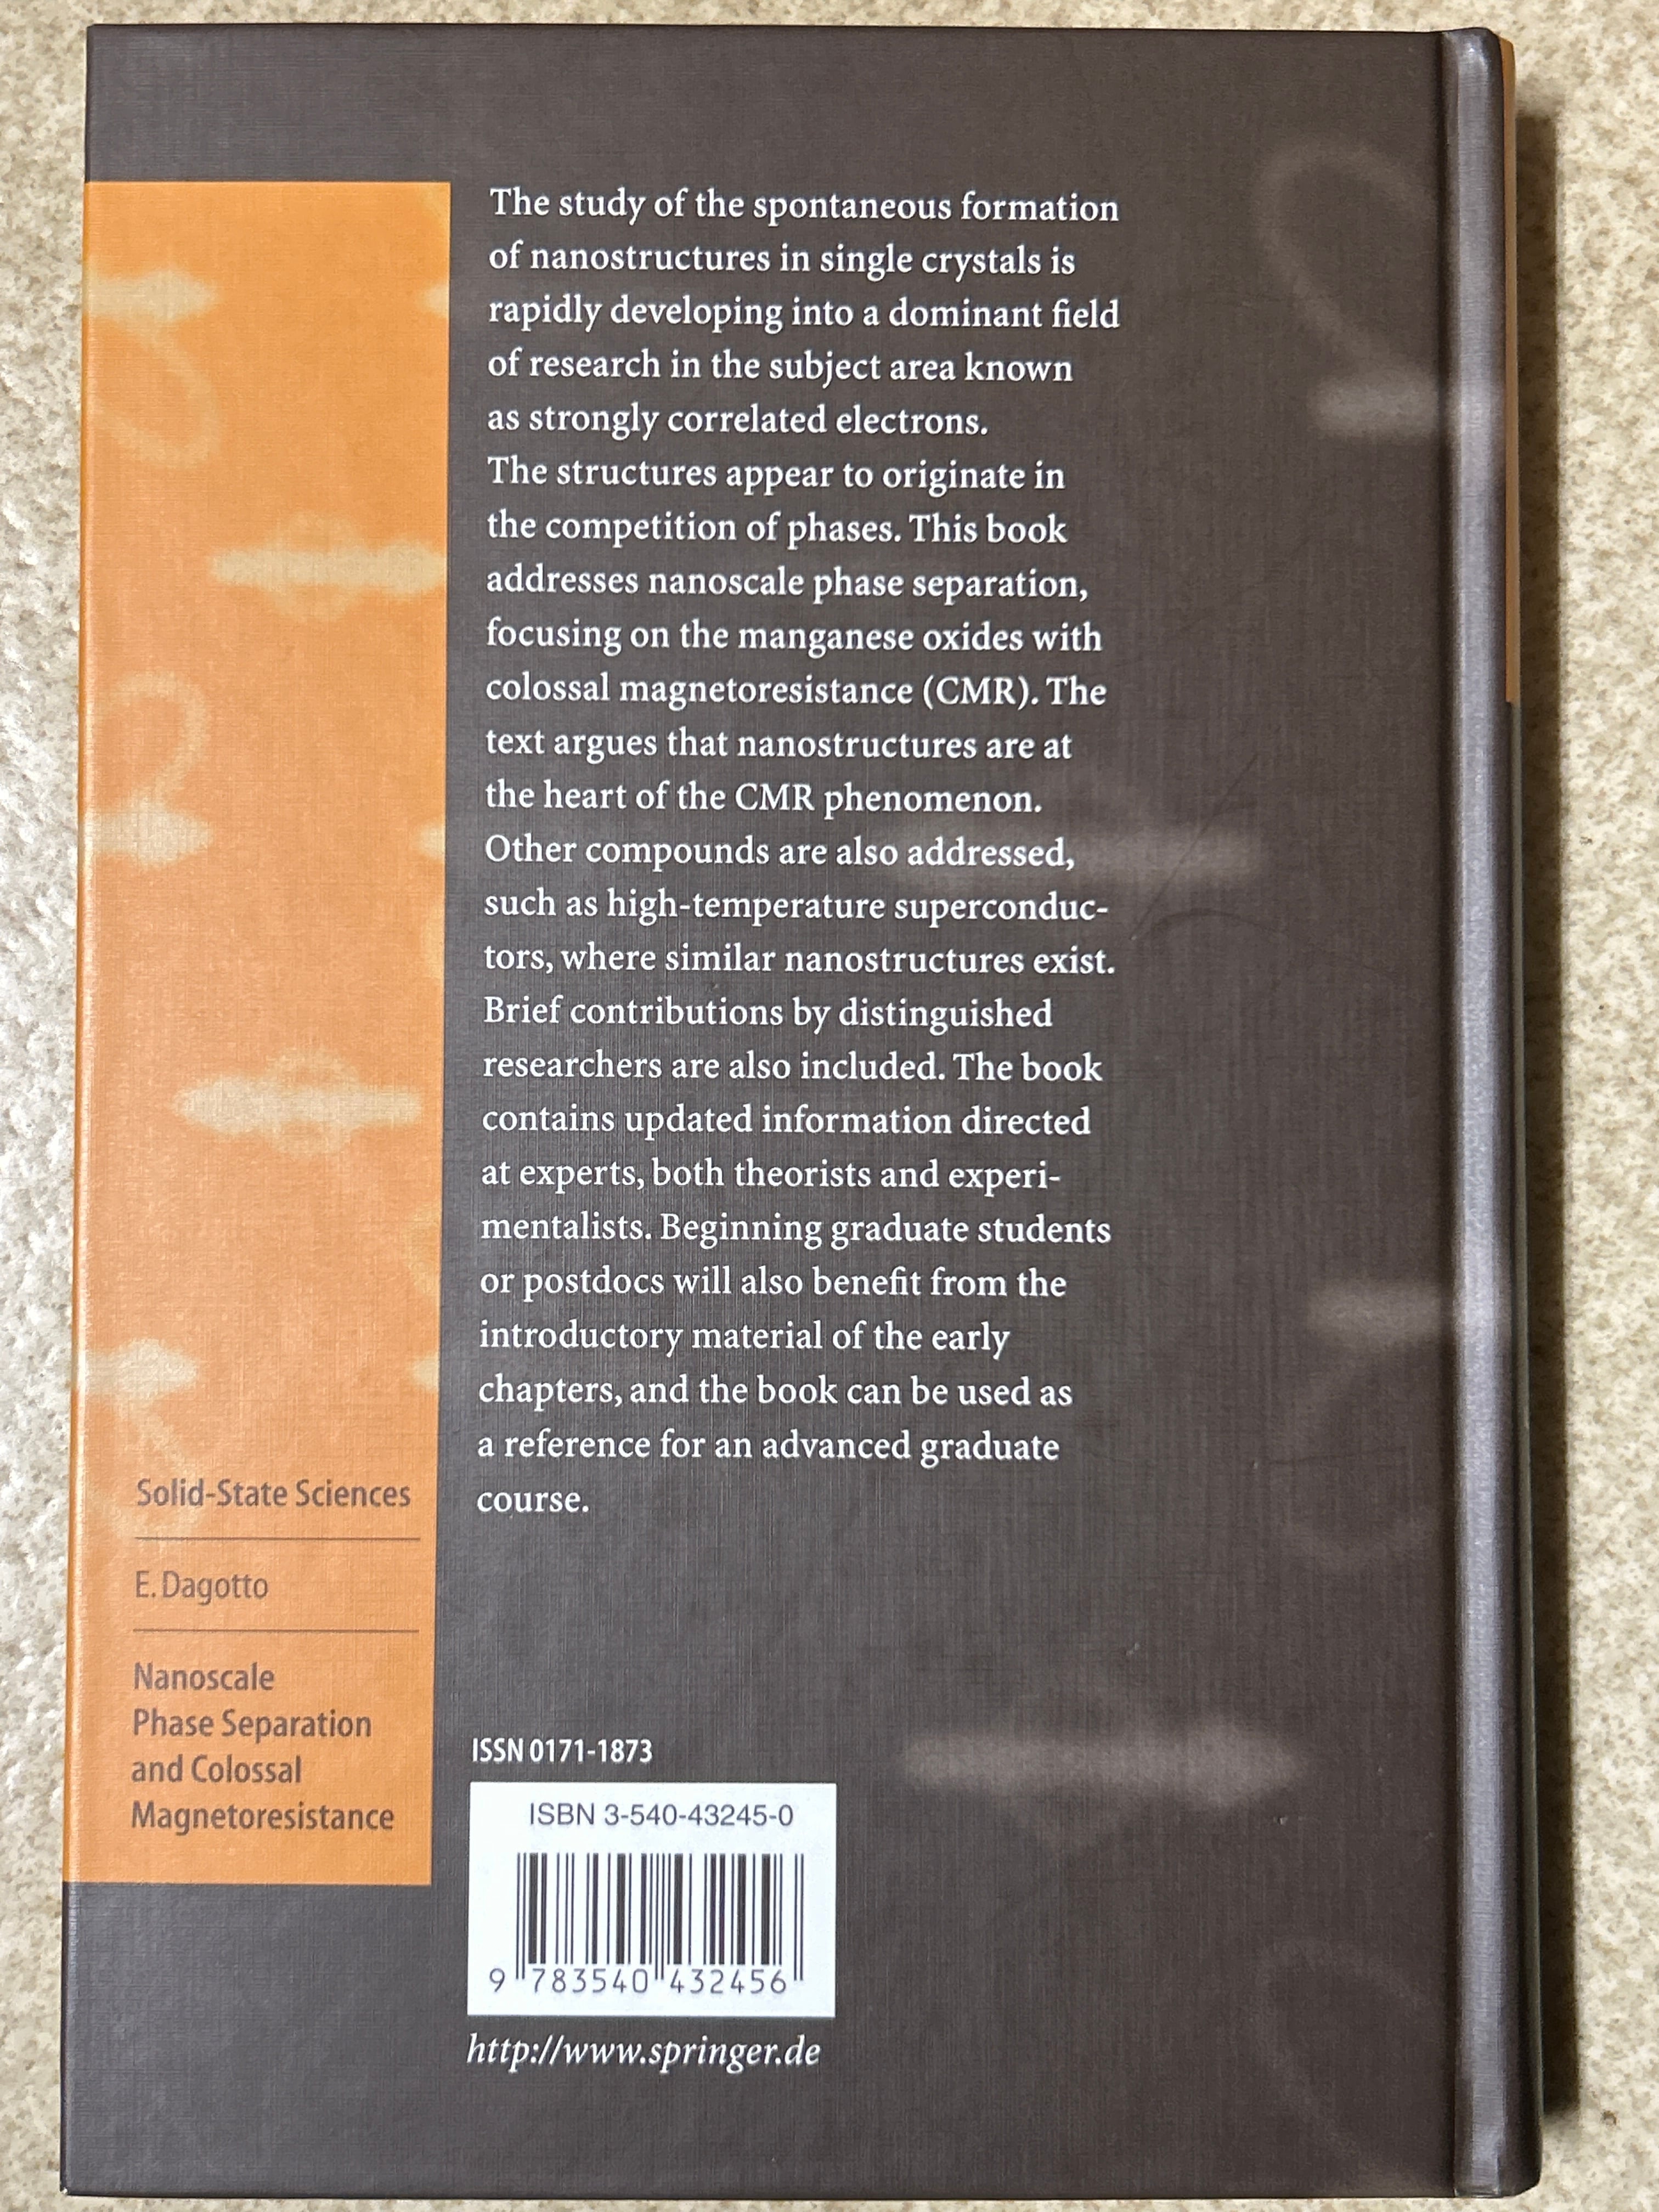 The study of the spontaneous formation
of nanostructures in single crystals is
rapidly developing into a dominant field
of research in the subject area known
as strongly correlated electrons.
The structures appear to originate in
the competition of phases. This book
addresses nanoscale phase separation,
focusing on the manganese oxides with
colossal magnetoresistance (CMR). The
text argues that nanostructures are at
the heart of the CMR phenomenon.
Other compounds are also addressed,
such as high-temperature superconduc-
tors, where similar nanostructures exist.
Brief contributions by distinguished
researchers are also included. The book
contains updated information directed
at experts, both theorists and experi-
mentalists. Beginning graduate students
or postdocs will also benefit from the
introductory material of the early
chapters, and the book can be used as
a reference for an advanced graduate
course.
Solid-State Sciences
E. Dagotto
Nanoscale
Phase Separation
and Colossal
Magnetoresistance
ISSN 0171-1873
ISBN 3-540-43245-0
9 783540 432456
http://www.springer.de